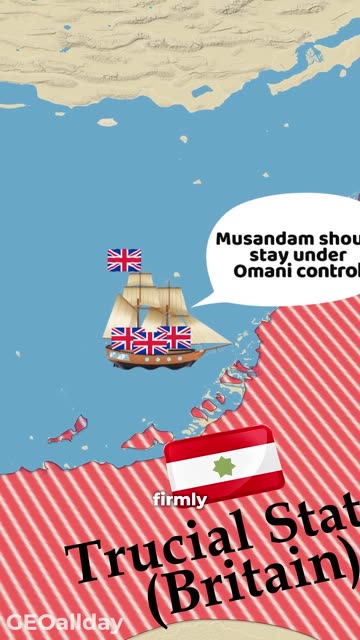 Musandam shou
stay under
Omani control
firmly
Trucial Stat
(Britain)
GEOallday